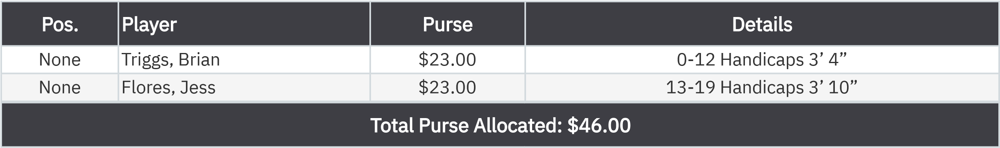 Pos. Player Purse Details
None Triggs, Brian $23.00 0-12 Handicaps 3’ 4”
None Flores, Jess $23.00 13-19 Handicaps 3’ 10”
Total Purse Allocated: $46.00